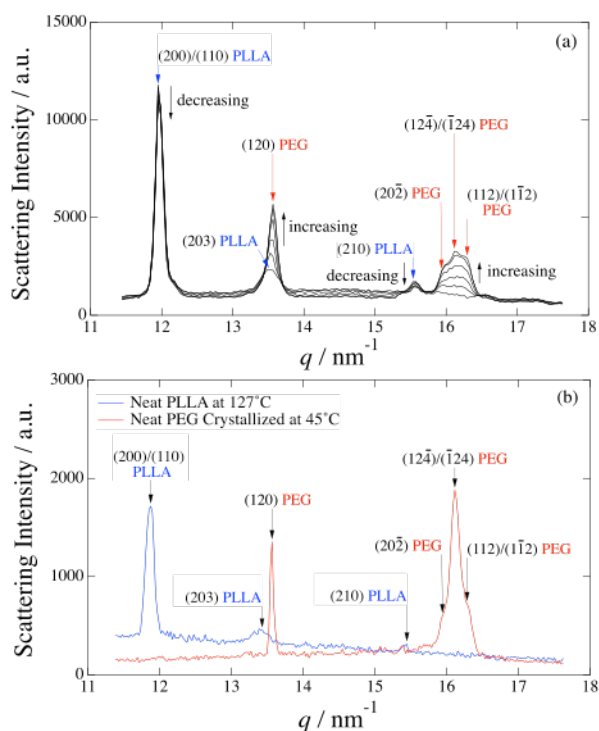 15000
(a)
(200)/(110) PLLA
decreasing
(124̄)/(1̄24) PEG
10000
(120) PEG
(112)/(11̄2)
PEG
(202̄) PEG
increasing
5000
(203) PLLA
(210) PLLA
decreasing
increasing
0
Scattering Intensity / a.u.
11 12 13 14 15 16 17 18
q / nm⁻¹
3000
(b)
Neat PLLA at 127˚C
Neat PEG Crystallized at 45˚C
(200)/(110)
PLLA
(124̄)/(1̄24) PEG
2000
(120) PEG
(202̄) PEG
(112)/(11̄2) PEG
1000
(203) PLLA
(210) PLLA
0
Scattering Intensity / a.u.
11 12 13 14 15 16 17 18
q / nm⁻¹